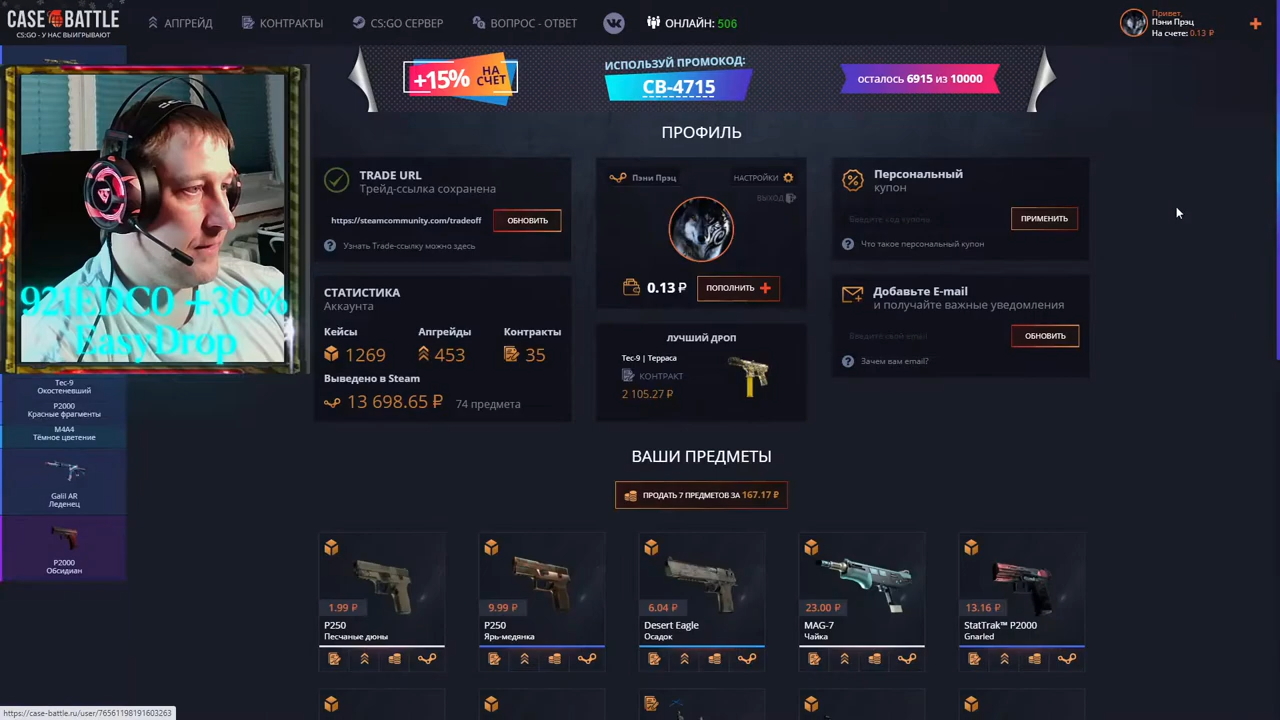 CASE BATTLE
CS:GO - У НАС ВЫИГРЫВАЮТ
АПГРЕЙД
КОНТРАКТЫ
CS:GO СЕРВЕР
ВОПРОС - ОТВЕТ
ОНЛАЙН: 506
Привет,
Пэни Прэц
На счете: 0.13 ₽
+15% НА СЧЕТ
ИСПОЛЬЗУЙ ПРОМОКОД:
CB-4715
осталось 6915 из 10000
ПРОФИЛЬ
TRADE URL
Трейд-ссылка сохранена
https://steamcommunity.com/tradeoff
ОБНОВИТЬ
Узнать Trade-ссылку можно здесь
Пэни Прэц
НАСТРОЙКИ
ВЫХОД
0.13 ₽
ПОПОЛНИТЬ
Персональный
купон
Введите код купона
ПРИМЕНИТЬ
Что такое персональный купон
СТАТИСТИКА
Аккаунта
Кейсы
Апгрейды
Контракты
1269
453
35
Выведено в Steam
13 698.65 ₽
74 предмета
ЛУЧШИЙ ДРОП
Tec-9 | Терраса
КОНТРАКТ
2 105.27 ₽
Добавьте E-mail
и получайте важные уведомления
Введите свой email
ОБНОВИТЬ
Зачем вам email?
921EDC0 +30%
EasyDrop
Tec-9
Окостеневший
P2000
Красные фрагменты
M4A4
Тёмное цветение
Galil AR
Леденец
P2000
Обсидиан
ВАШИ ПРЕДМЕТЫ
ПРОДАТЬ 7 ПРЕДМЕТОВ ЗА 167.17 ₽
1.99 ₽
P250
Песчаные дюны
9.99 ₽
P250
Ярь-медянка
6.04 ₽
Desert Eagle
Осадок
23.00 ₽
MAG-7
Чайка
13.16 ₽
StatTrak™ P2000
Gnarled
https://case-battle.ru/user/76561198191603263